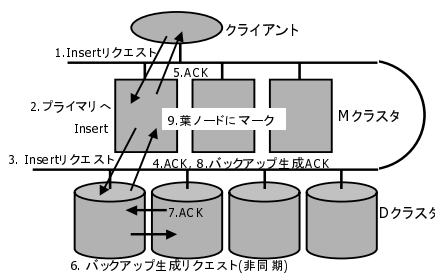 クライアント
1.Insertリクエスト
5.ACK
2.プライマリへ
Insert
9.葉ノードにマーク
Mクラスタ
3. Insertリクエスト
4.ACK, 8.バックアップ生成ACK
7.ACK
Dクラスタ
6. バックアップ生成リクエスト(非同期)